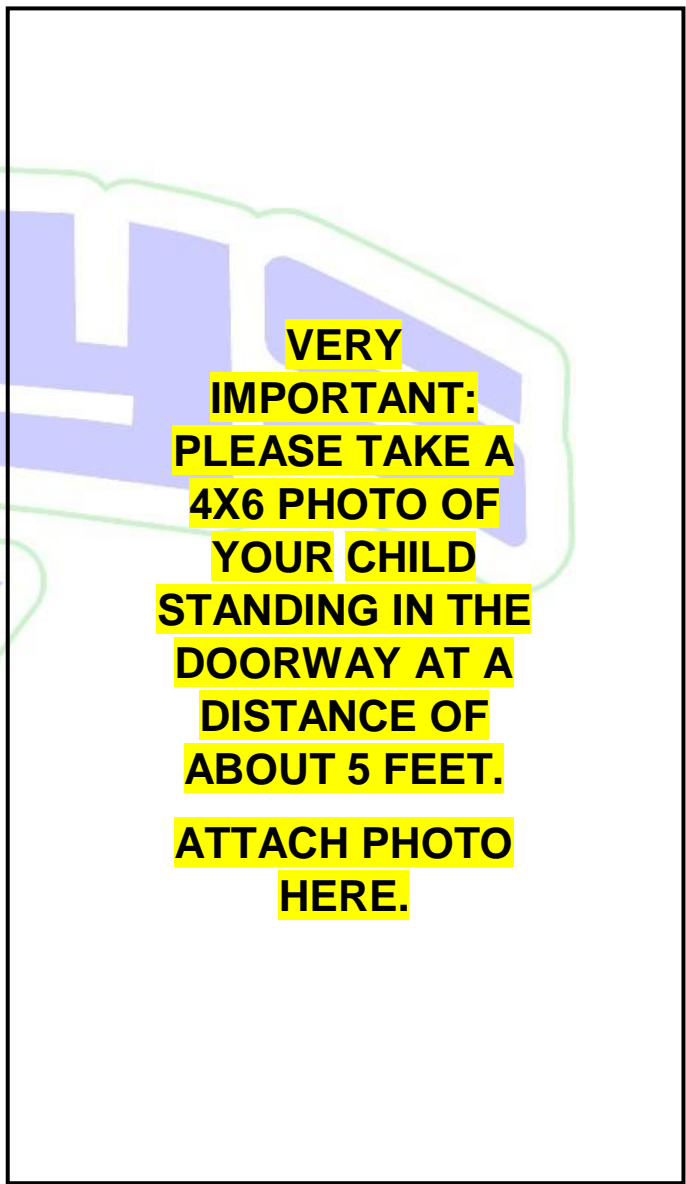 VERY
IMPORTANT:
PLEASE TAKE A
4X6 PHOTO OF
YOUR CHILD
STANDING IN THE
DOORWAY AT A
DISTANCE OF
ABOUT 5 FEET.
ATTACH PHOTO
HERE.